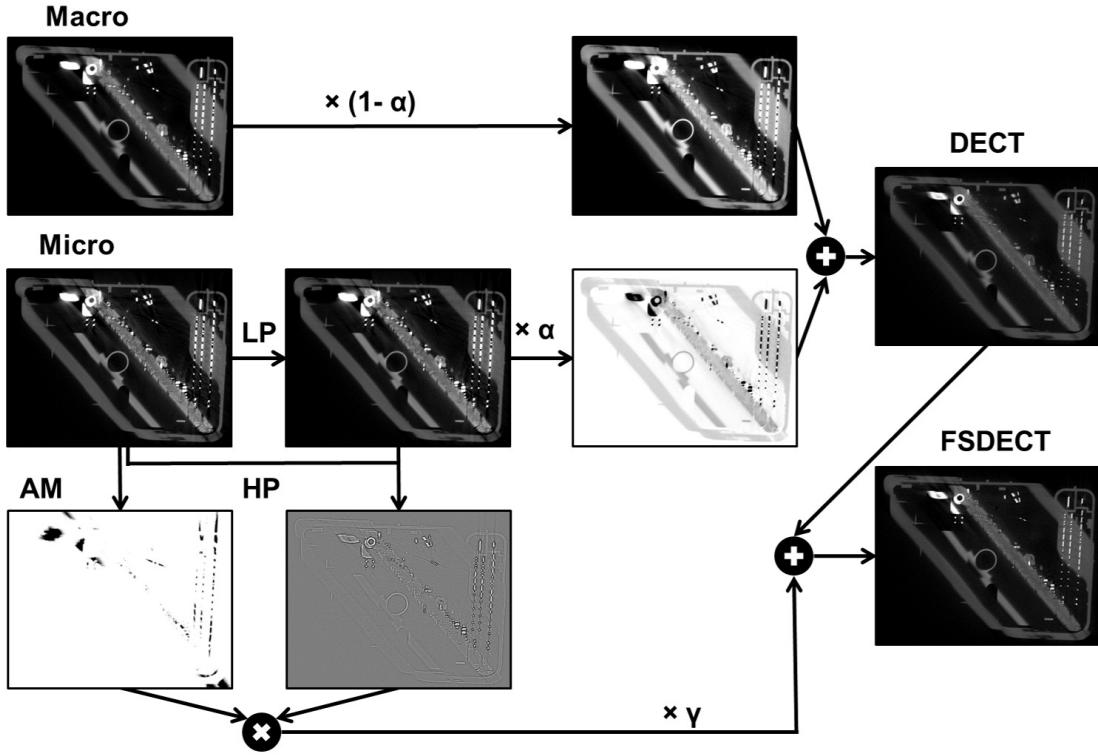 Macro
× (1- α)
DECT
Micro
LP
× α
FSDECT
AM
HP
× γ